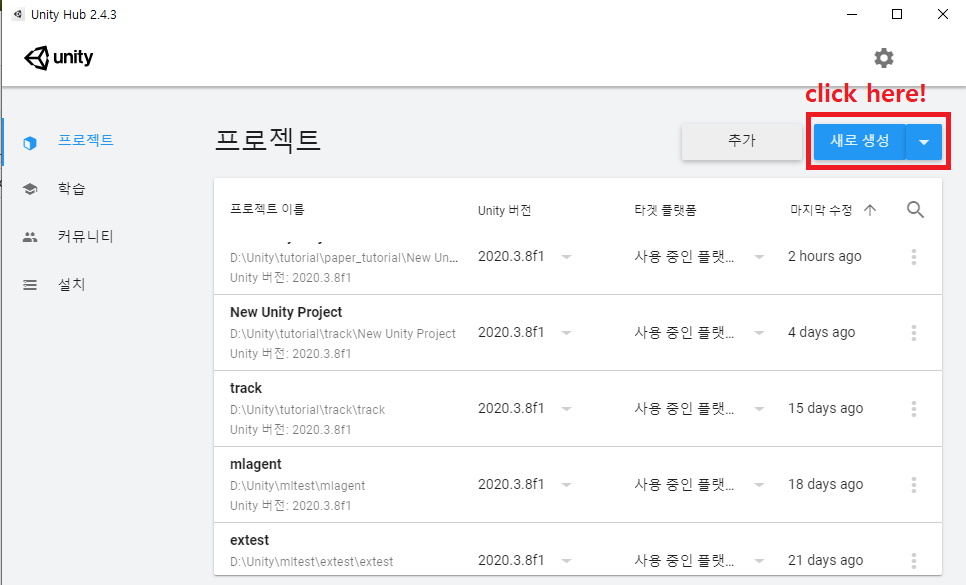 Unity Hub 2.4.3
unity
click here!
프로젝트
학습
커뮤니티
설치
프로젝트
추가
새로 생성
프로젝트 이름
Unity 버전
타겟 플랫폼
마지막 수정
D:\Unity\tutorial\paper_tutorial\New Un...
Unity 버전: 2020.3.8f1
2020.3.8f1
사용 중인 플랫...
2 hours ago
New Unity Project
D:\Unity\tutorial\track\New Unity Project
Unity 버전: 2020.3.8f1
2020.3.8f1
사용 중인 플랫...
4 days ago
track
D:\Unity\tutorial\track\track
Unity 버전: 2020.3.8f1
2020.3.8f1
사용 중인 플랫...
15 days ago
mlagent
D:\Unity\mltest\mlagent
Unity 버전: 2020.3.8f1
2020.3.8f1
사용 중인 플랫...
18 days ago
extest
D:\Unity\mltest\extest\extest
2020.3.8f1
사용 중인 플랫...
21 days ago